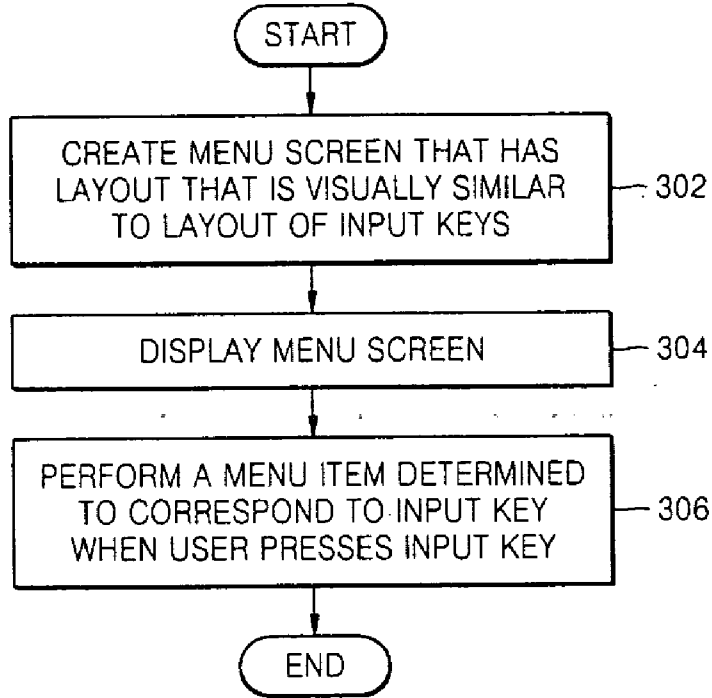 START
CREATE MENU SCREEN THAT HAS
LAYOUT THAT IS VISUALLY SIMILAR
TO LAYOUT OF INPUT KEYS
302
DISPLAY MENU SCREEN
304
PERFORM A MENU ITEM DETERMINED
TO CORRESPOND TO INPUT KEY
WHEN USER PRESSES INPUT KEY
306
END